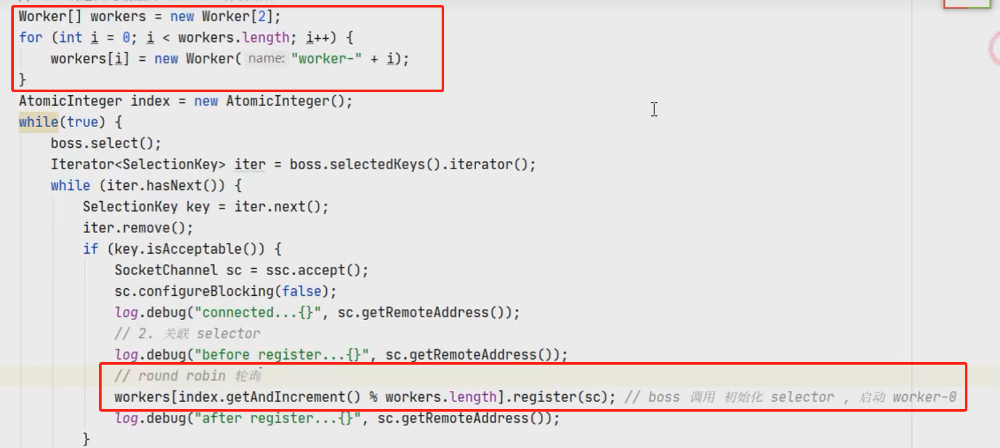 Worker[] workers = new Worker[2];
for (int i = 0; i < workers.length; i++) {
workers[i] = new Worker( name: "worker-" + i);
}
AtomicInteger index = new AtomicInteger();
while(true) {
boss.select();
Iterator<SelectionKey> iter = boss.selectedKeys().iterator();
while (iter.hasNext()) {
SelectionKey key = iter.next();
iter.remove();
if (key.isAcceptable()) {
SocketChannel sc = ssc.accept();
sc.configureBlocking(false);
log.debug("connected...{}", sc.getRemoteAddress());
// 2. 关联 selector
log.debug("before register...{}", sc.getRemoteAddress());
// round robin 轮询
workers[index.getAndIncrement() % workers.length].register(sc); // boss 调用 初始化 selector , 启动 worker-0
log.debug("after register...{}", sc.getRemoteAddress());
}